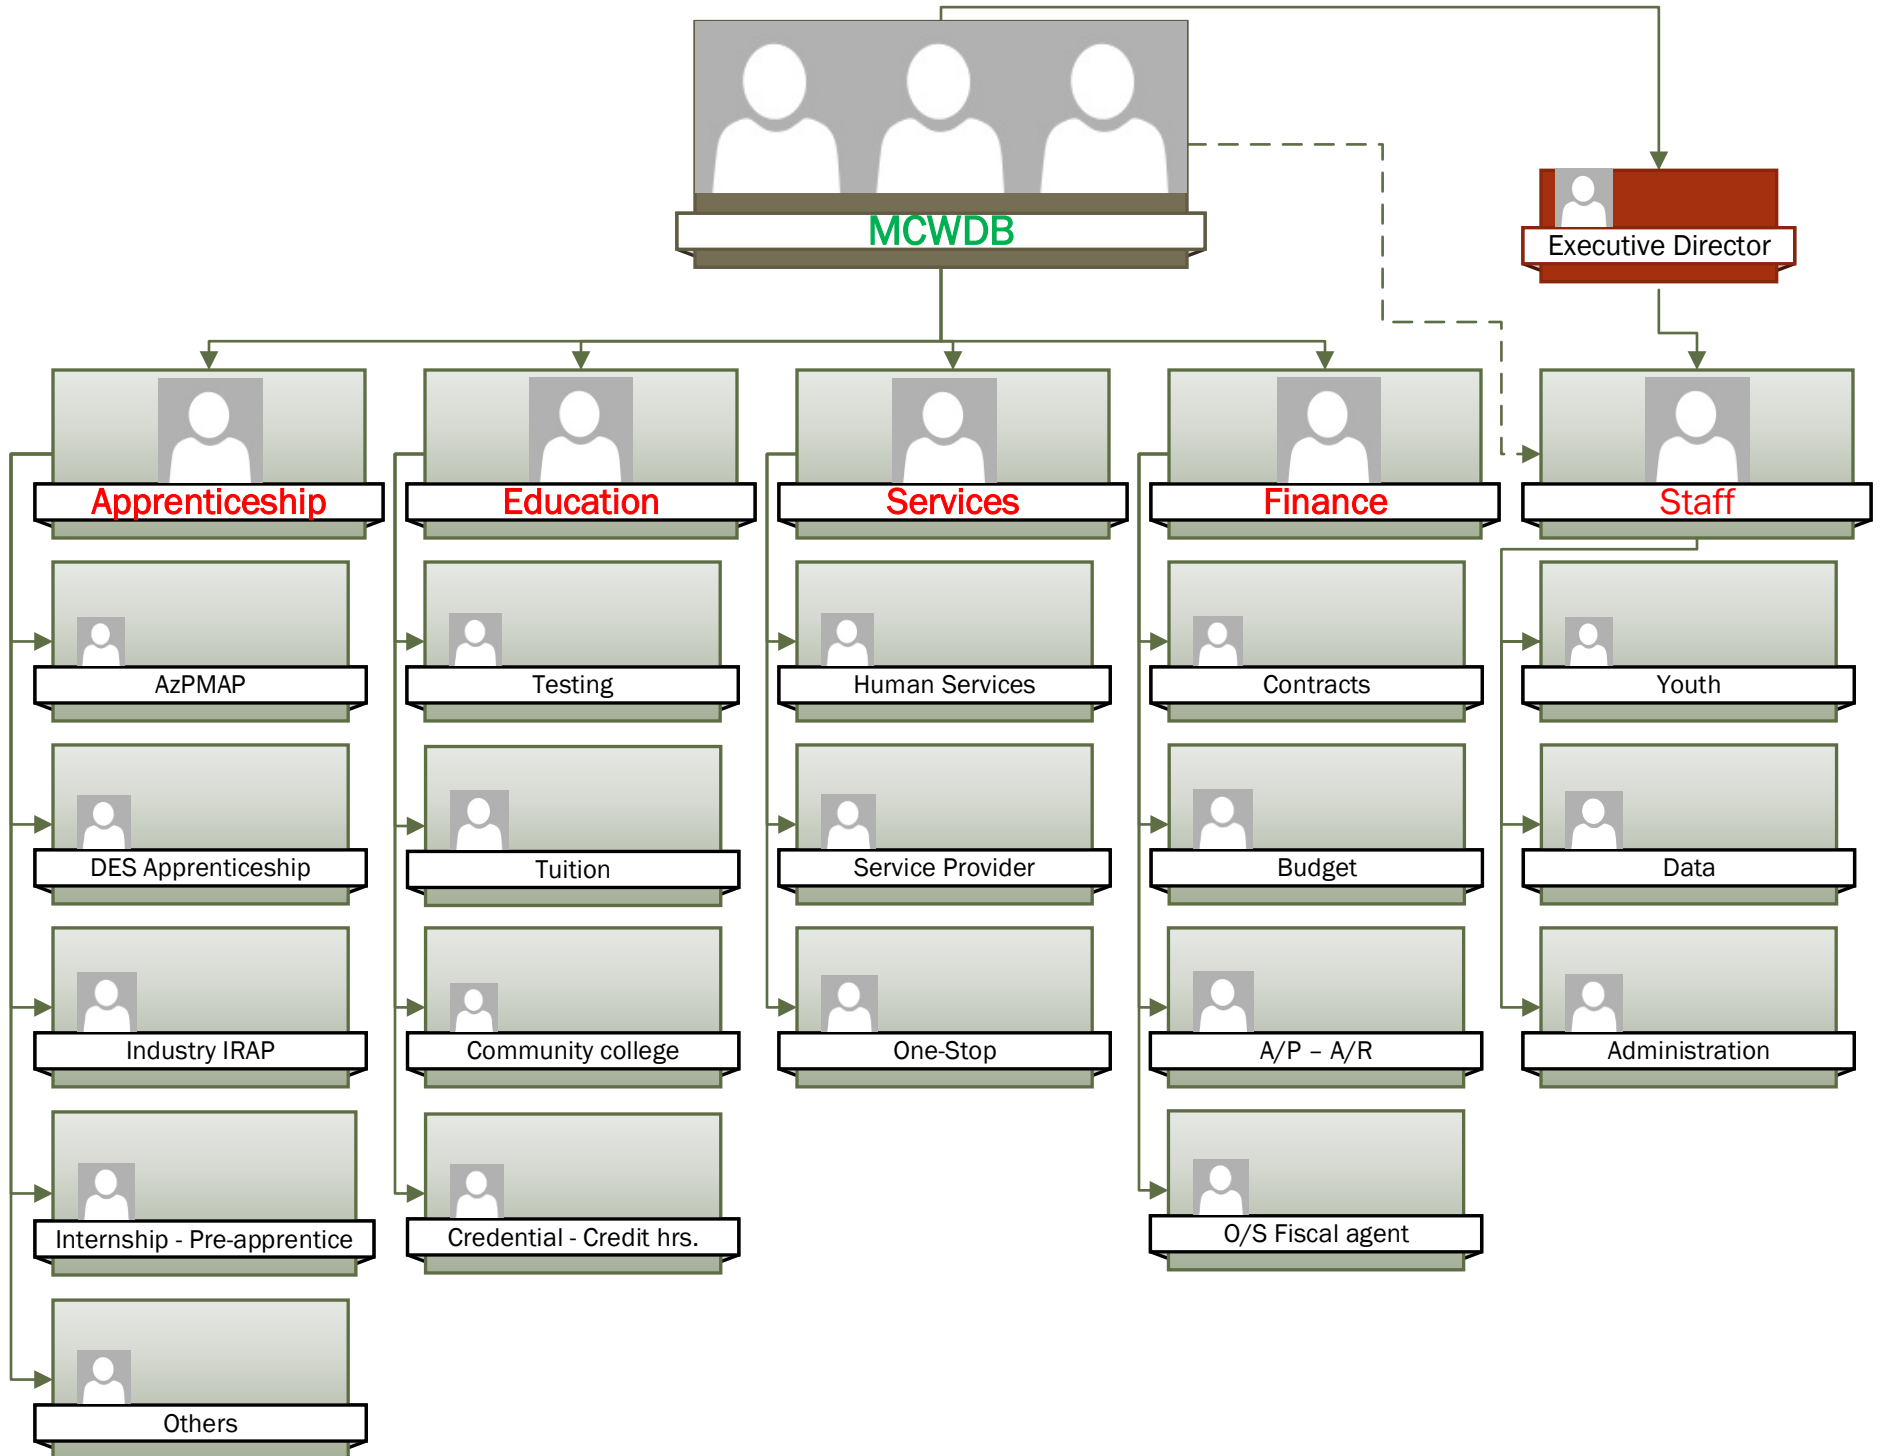 MCWDB
Executive Director
Apprenticeship
Education
Services
Finance
Staff
AzPMAP
Testing
Human Services
Contracts
Youth
DES Apprenticeship
Tuition
Service Provider
Budget
Data
Industry IRAP
Community college
One-Stop
A/P – A/R
Administration
Internship - Pre-apprentice
Credential - Credit hrs.
O/S Fiscal agent
Others